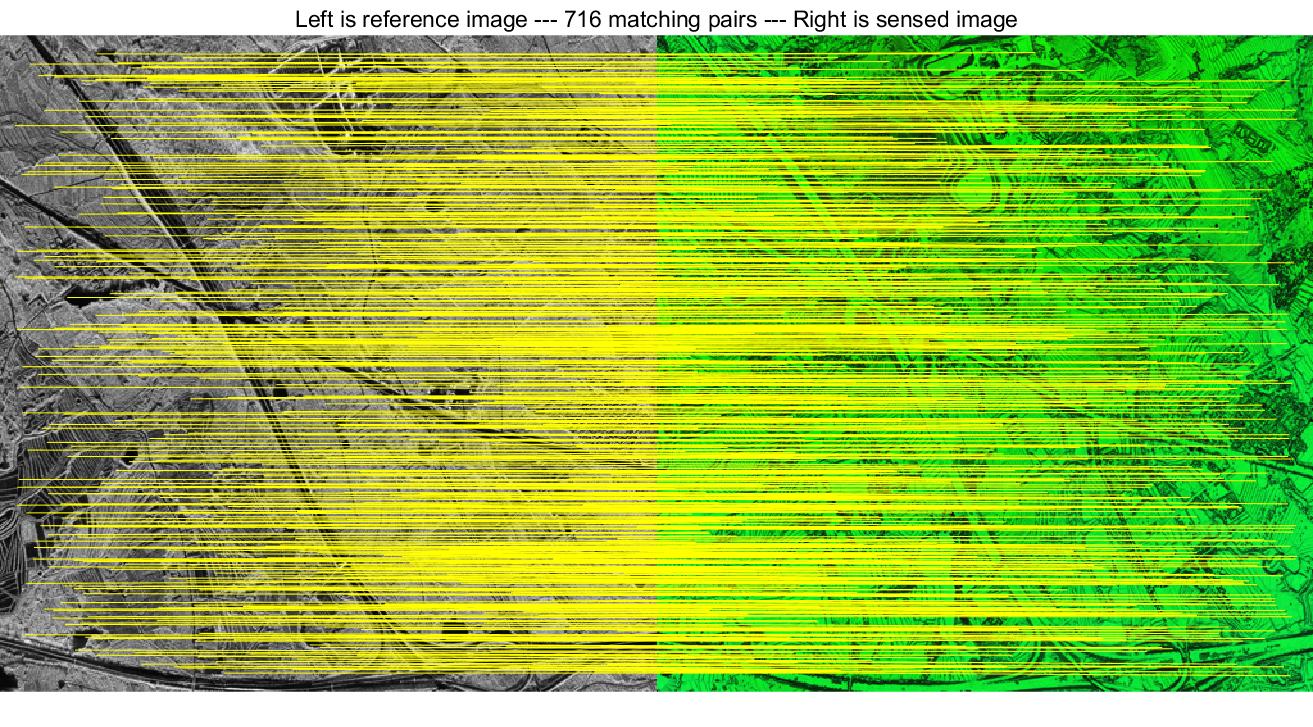 Left is reference image --- 716 matching pairs --- Right is sensed image